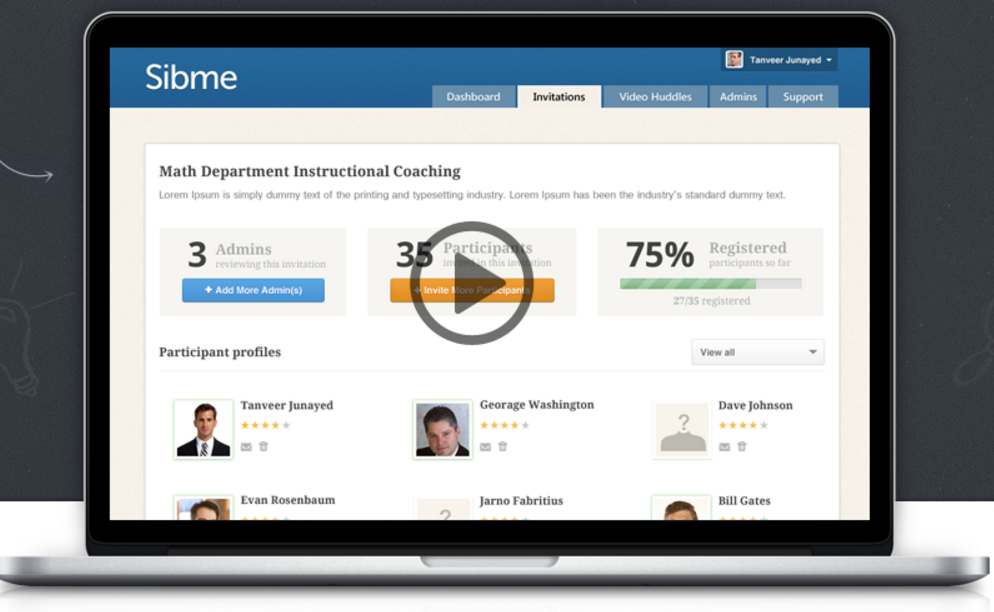 Sibme
Tanveer Junayed
Dashboard
Invitations
Video Huddles
Admins
Support
Math Department Instructional Coaching
Lorem Ipsum is simply dummy text of the printing and typesetting industry. Lorem Ipsum has been the industry's standard dummy text.
3 Admins
reviewing this invitation
+ Add More Admin(s)
35 Participants
invited in this invitation
+ Invite More Participants
75% Registered
participants so far
27/35 registered
Participant profiles
View all
Tanveer Junayed
Georage Washington
Dave Johnson
?
Evan Rosenbaum
Jarno Fabritius
?
Bill Gates